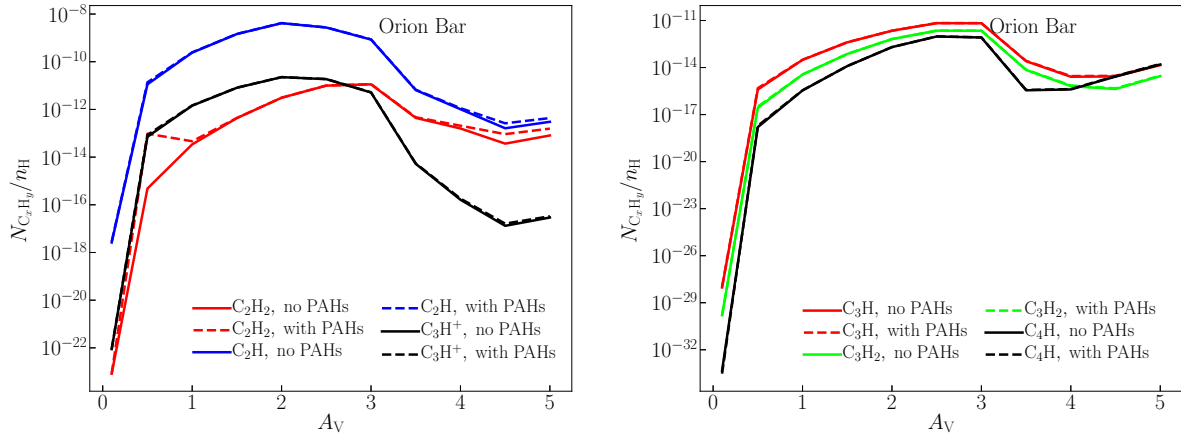 Orion Bar
10⁻⁸
10⁻¹⁰
10⁻¹²
10⁻¹⁴
10⁻¹⁶
10⁻¹⁸
10⁻²⁰
10⁻²²
N_{CₓH_y}/n_H
C₂H₂, no PAHs
C₂H₂, with PAHs
C₂H, no PAHs
C₂H, with PAHs
C₃H⁺, no PAHs
C₃H⁺, with PAHs
0 1 2 3 4 5
A_V
Orion Bar
10⁻¹¹
10⁻¹⁴
10⁻¹⁷
10⁻²⁰
10⁻²³
10⁻²⁶
10⁻²⁹
10⁻³²
N_{CₓH_y}/n_H
C₃H, no PAHs
C₃H, with PAHs
C₃H₂, no PAHs
C₃H₂, with PAHs
C₄H, no PAHs
C₄H, with PAHs
0 1 2 3 4 5
A_V